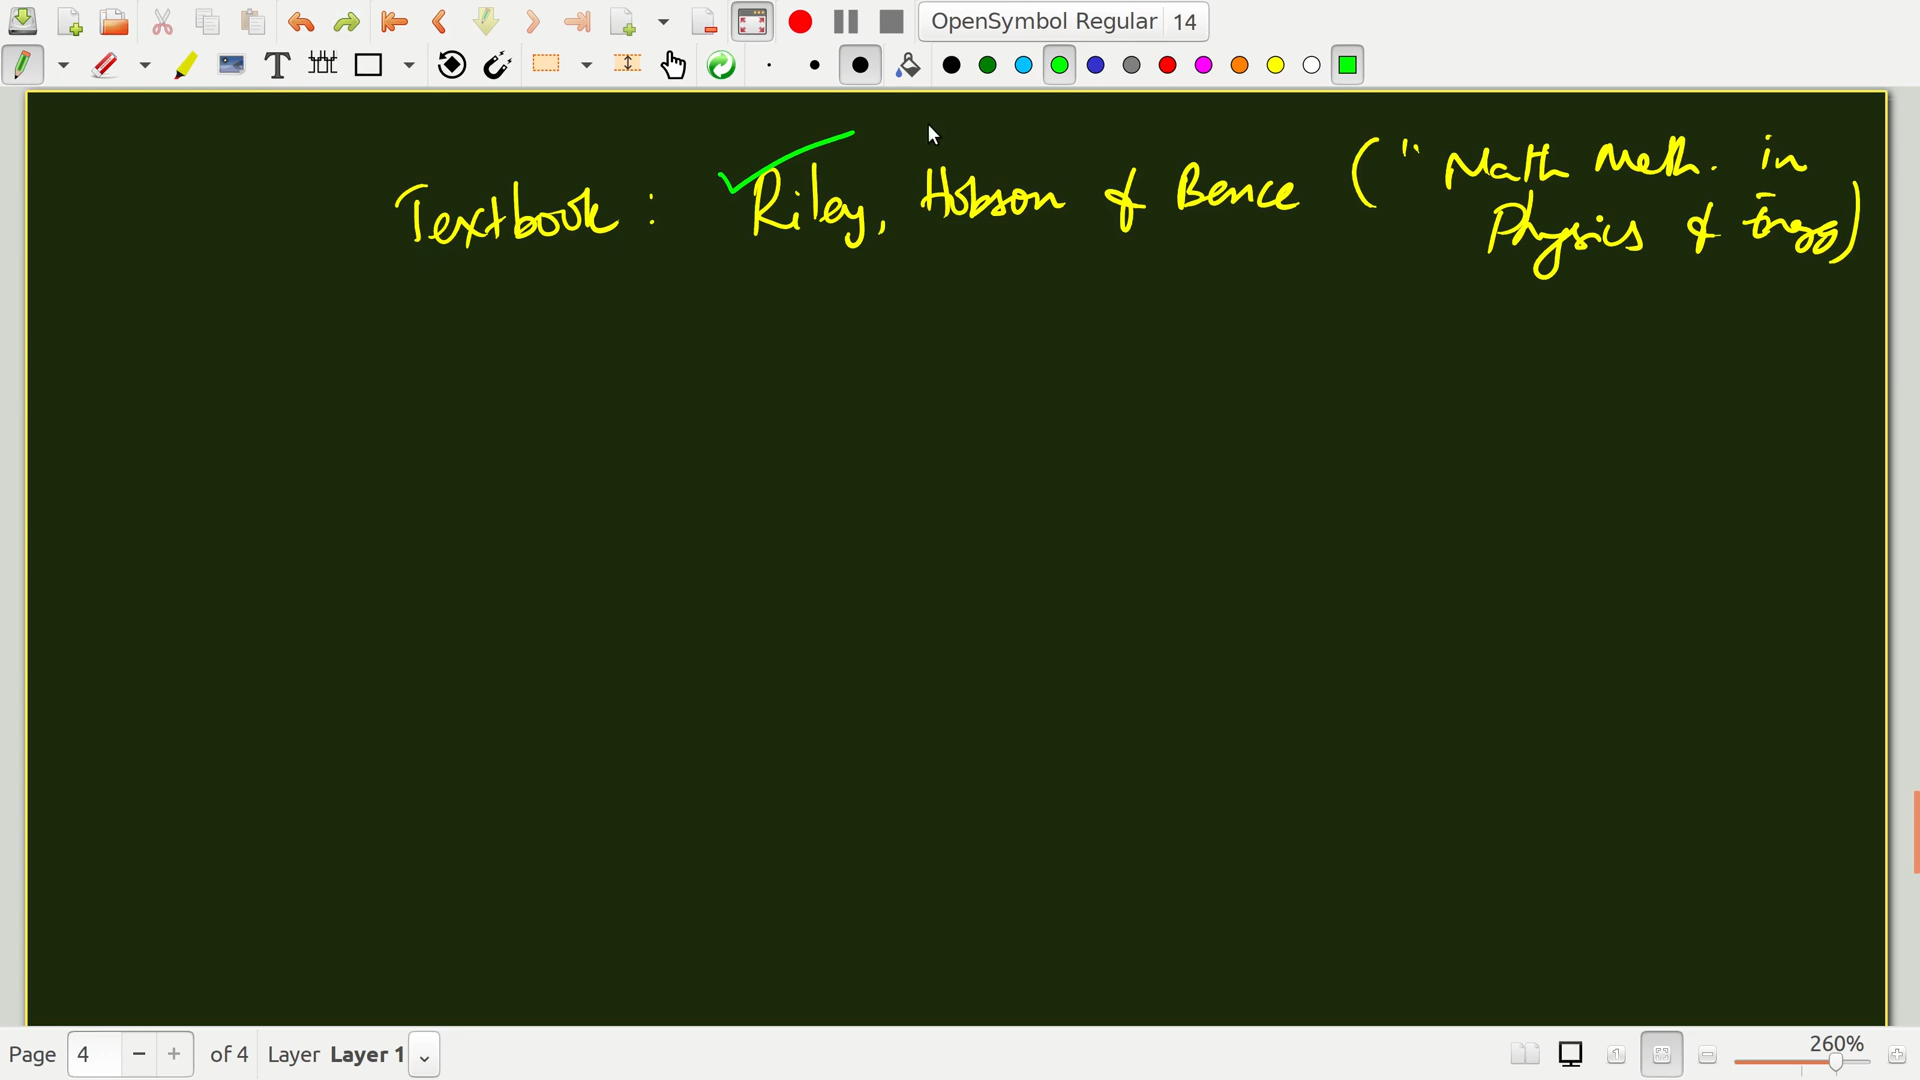 OpenSymbol Regular 14
Textbook : Riley, Hobson & Bence ("Math Meth. in
Physics & Engg)
Page 4 of 4 Layer Layer 1 260%